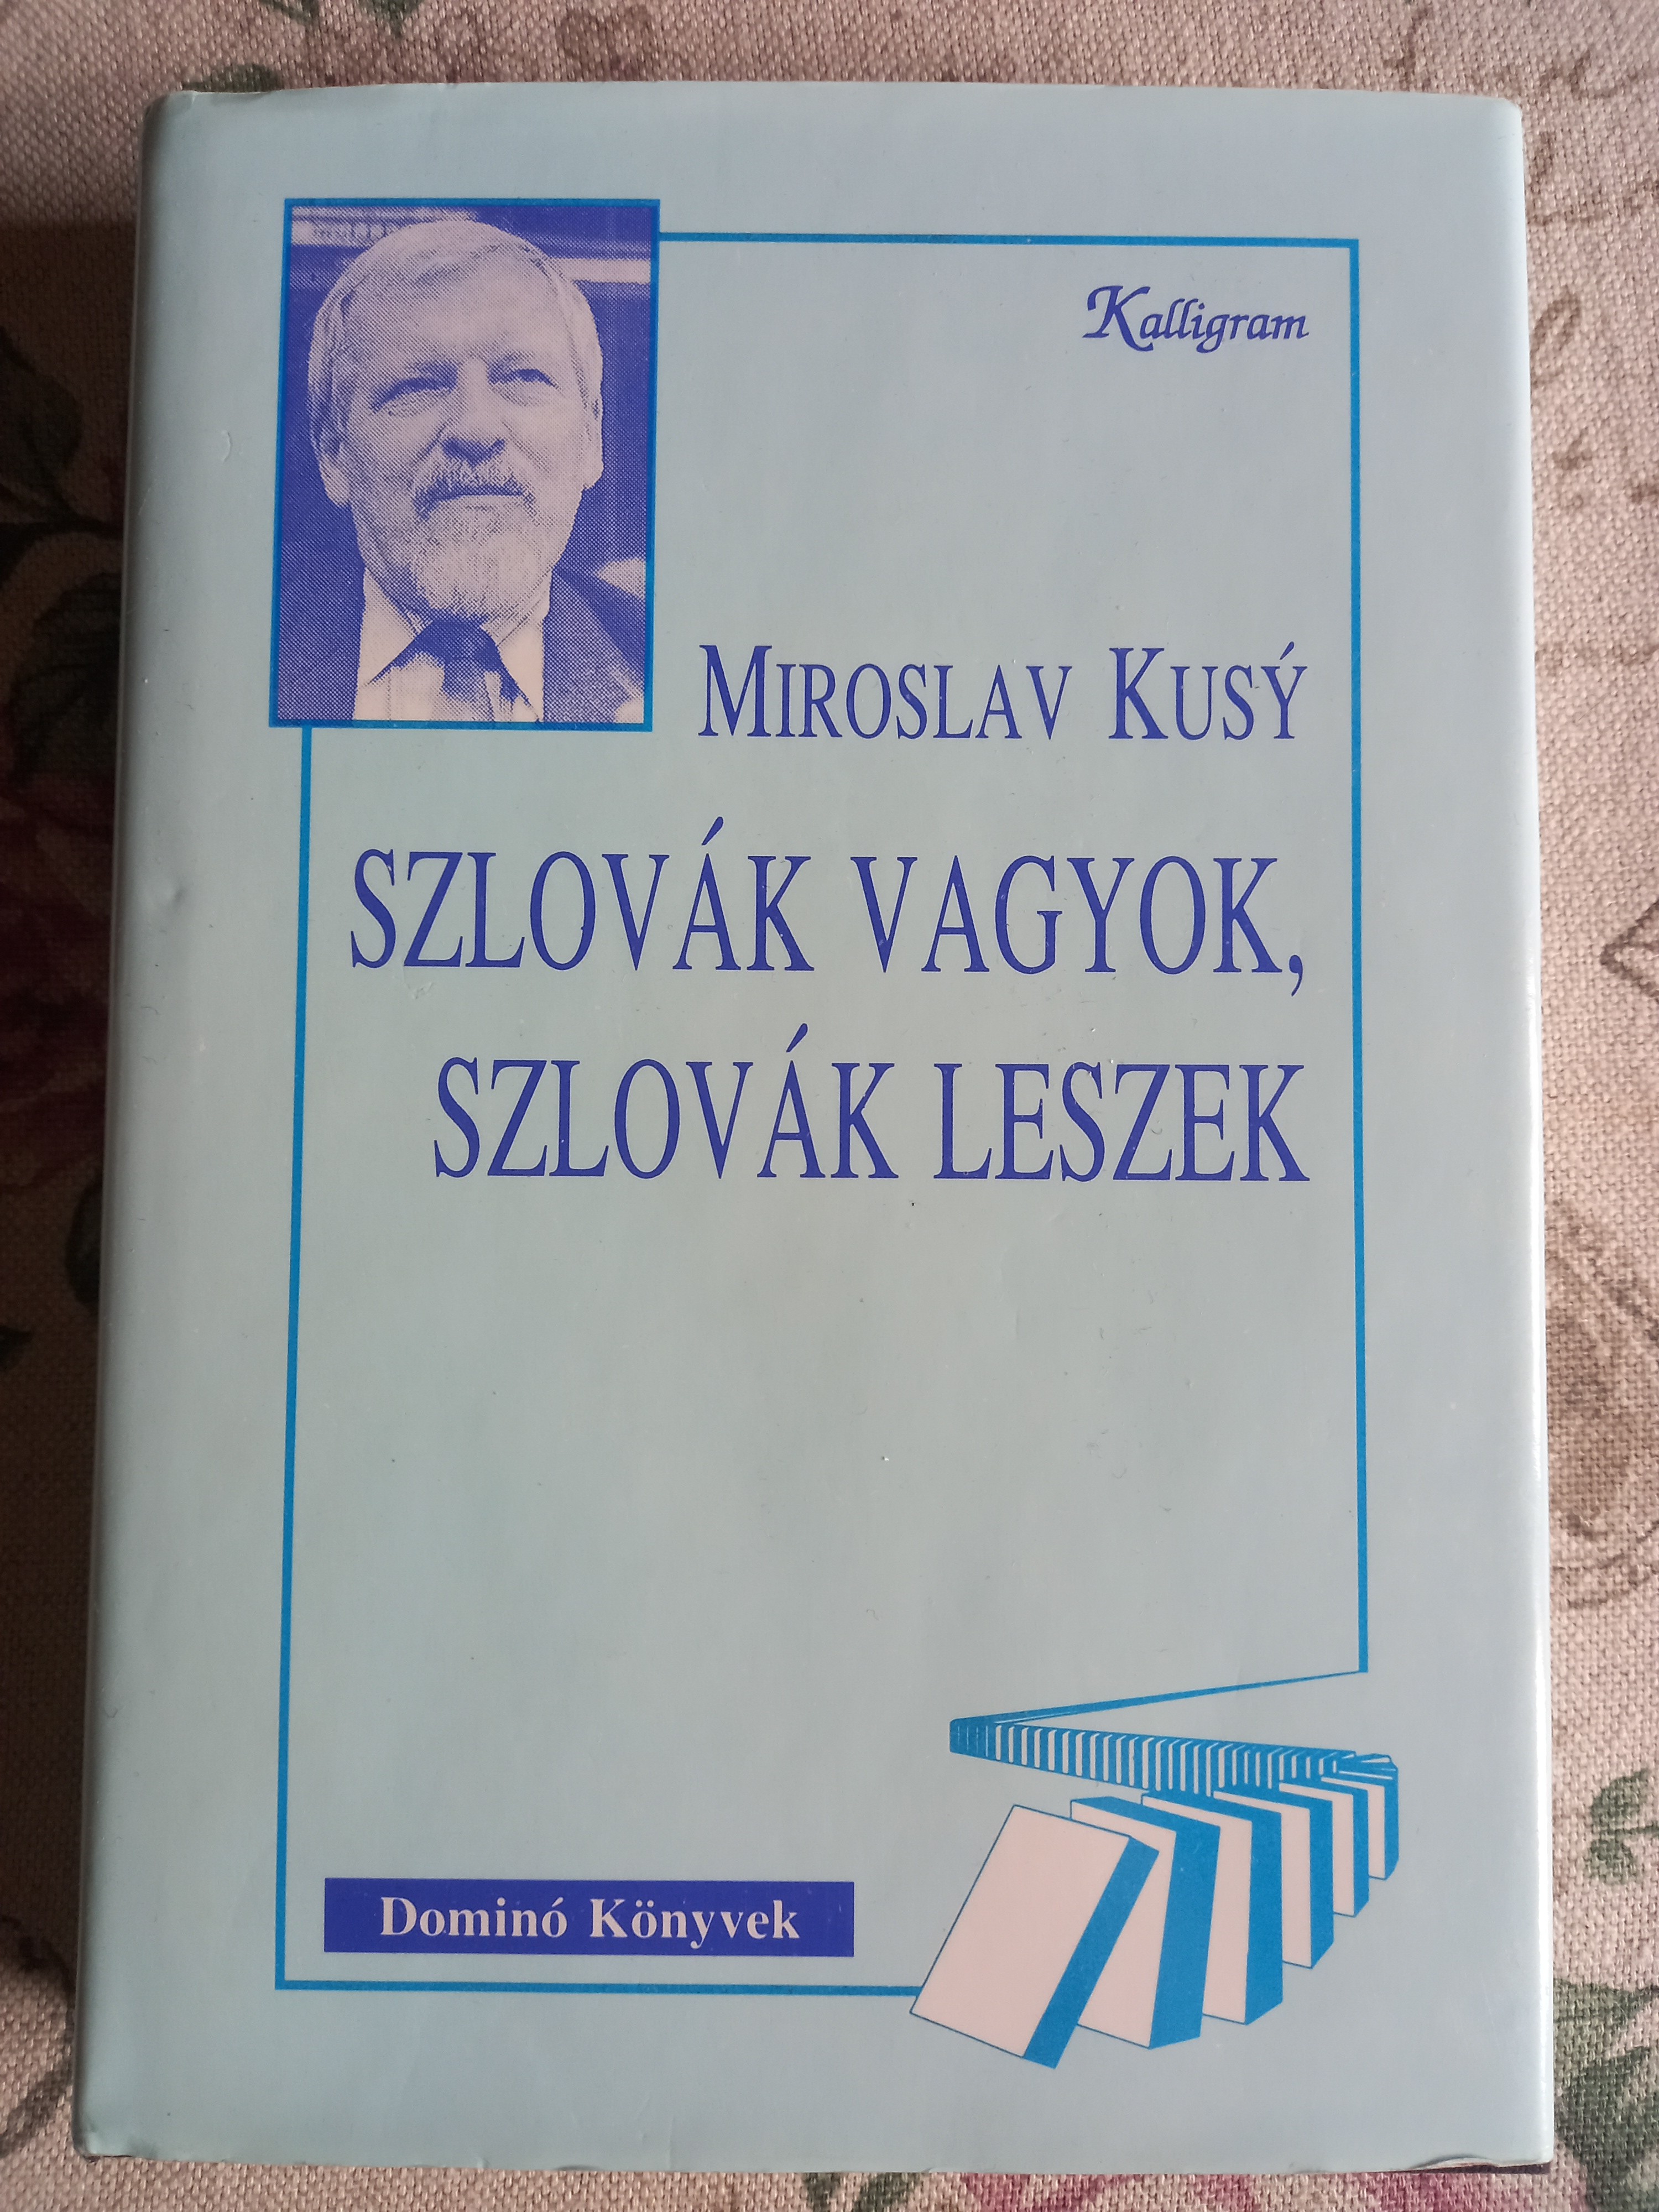 Kalligram
MIROSLAV KUSÝ
SZLOVÁK VAGYOK,
SZLOVÁK LESZEK
Dominó Könyvek